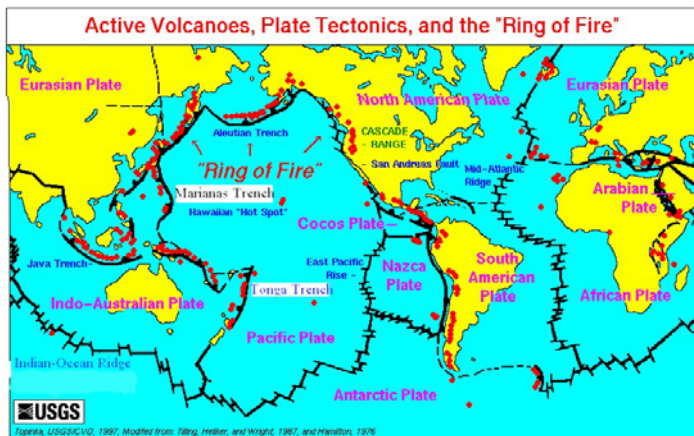 Active Volcanoes, Plate Tectonics, and the "Ring of Fire"
Eurasian Plate
North American Plate
Eurasian Plate
Aleutian Trench
CASCADE
RANGE
"Ring of Fire"
San Andreas Fault
Mid-Atlantic
Ridge
Arabian
Plate
Marianas Trench
Hawaiian "Hot Spot"
Cocos Plate
Java Trench
East Pacific
Rise
Nazca
Plate
South
American
Plate
Indo-Australian Plate
Tonga Trench
African Plate
Pacific Plate
Indian-Ocean Ridge
Antarctic Plate
USGS
Topinka, USGS/CVO, 1997, Modified from: Tilling, Heliker, and Wright, 1987, and Hamilton, 1976